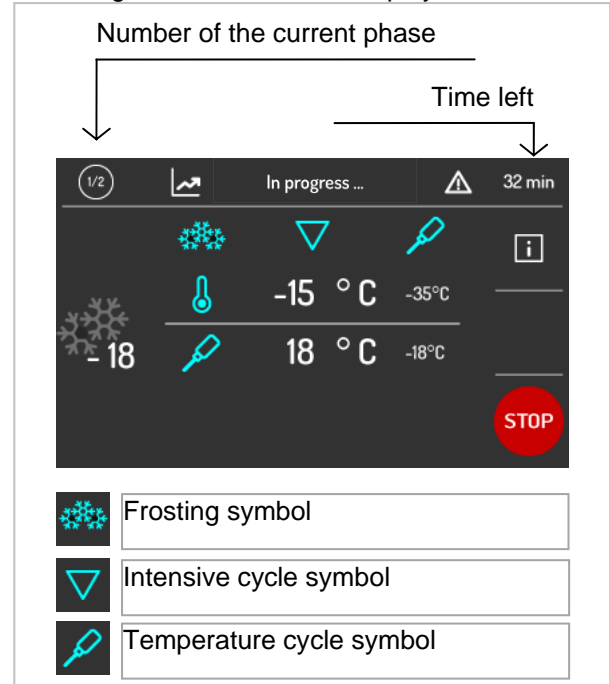 Number of the current phase
Time left
1/2
In progress ...
32 min
i
-15 °C -35°C
- 18
18 °C -18°C
STOP
Frosting symbol
Intensive cycle symbol
Temperature cycle symbol